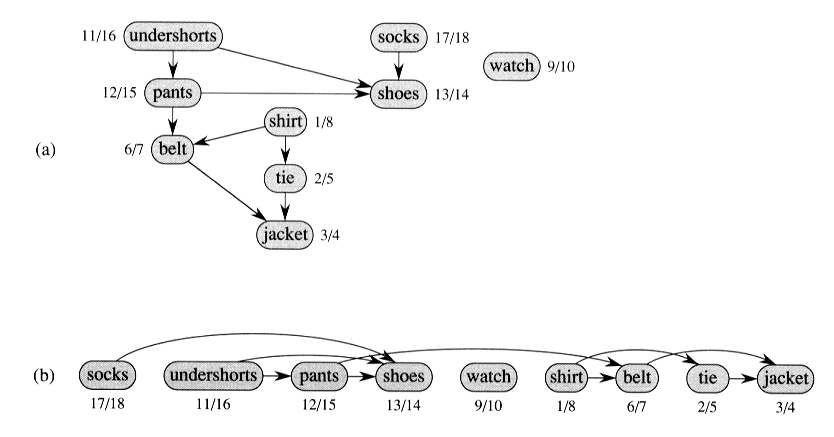 11/16 undershorts socks 17/18
watch 9/10
12/15 pants shoes 13/14
shirt 1/8
(a) 6/7 belt
tie 2/5
jacket 3/4
(b) socks undershorts pants shoes watch shirt belt tie jacket
17/18 11/16 12/15 13/14 9/10 1/8 6/7 2/5 3/4